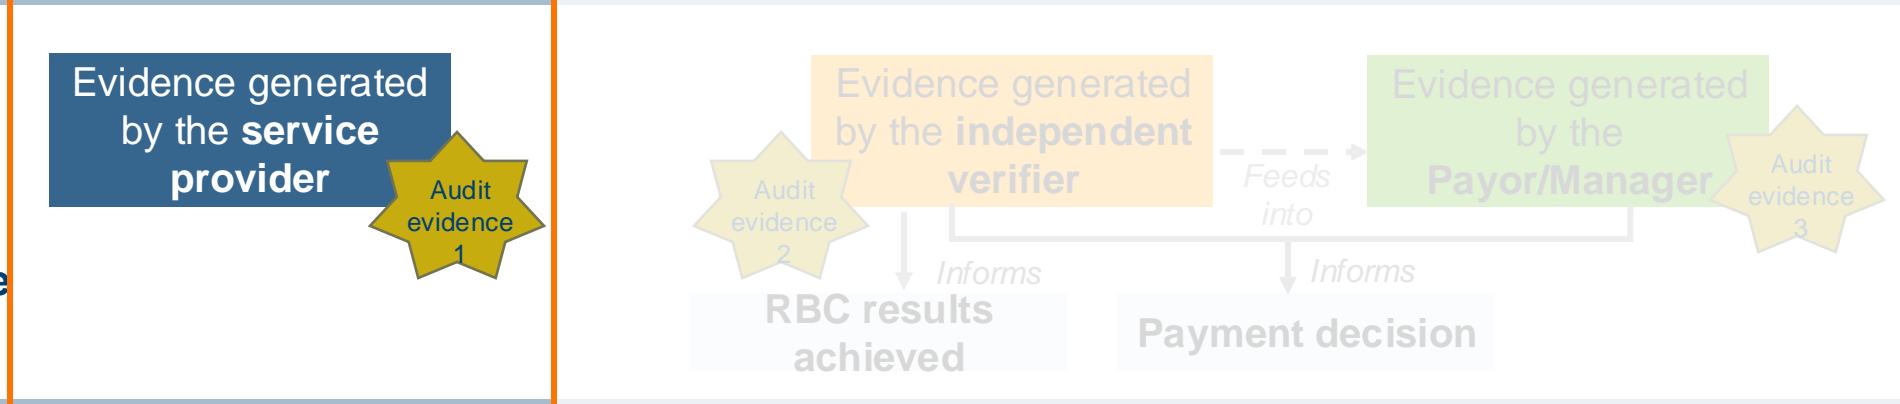 Evidence generated
by the service
provider
Audit
evidence
1
e
Evidence generated
by the independent
verifier
Audit
evidence
2
Feeds
into
Evidence generated
by the
Payor/Manager
Audit
evidence
3
Informs
Informs
RBC results
achieved
Payment decision